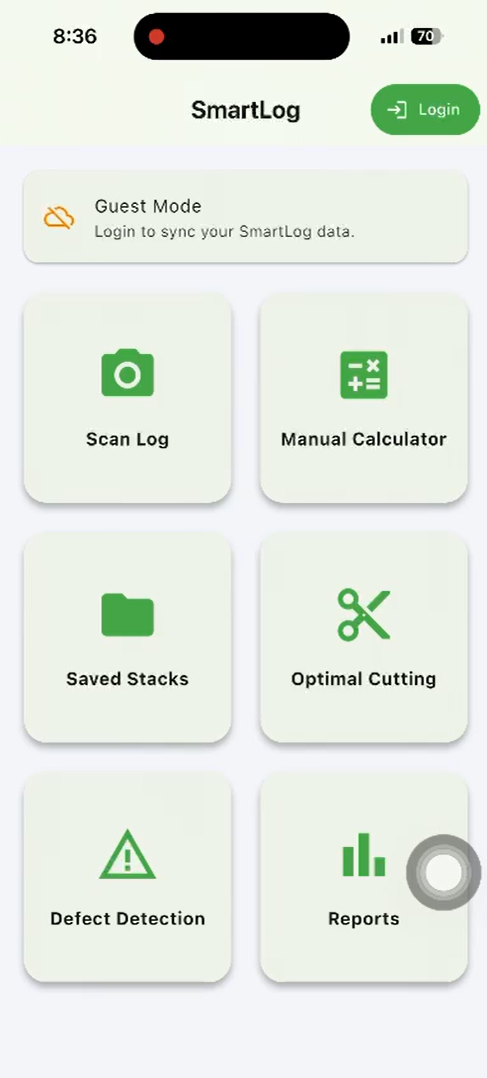 8:36
70
SmartLog
Login
Guest Mode
Login to sync your SmartLog data.
Scan Log
Manual Calculator
Saved Stacks
Optimal Cutting
Defect Detection
Reports